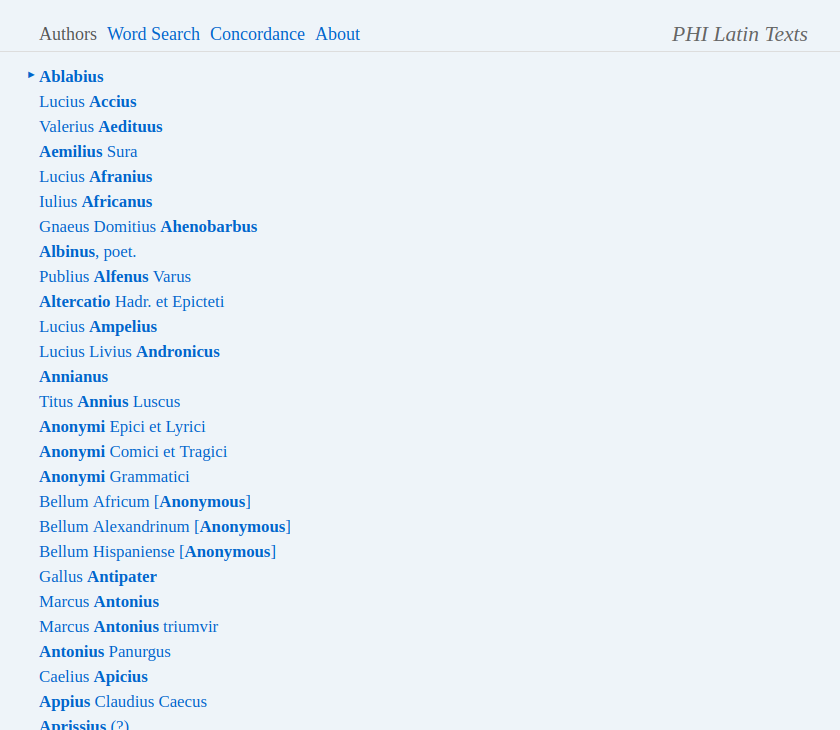 Authors Word Search Concordance About PHI Latin Texts
► Ablabius
Lucius Accius
Valerius Aedituus
Aemilius Sura
Lucius Afranius
Iulius Africanus
Gnaeus Domitius Ahenobarbus
Albinus, poet.
Publius Alfenus Varus
Altercatio Hadr. et Epicteti
Lucius Ampelius
Lucius Livius Andronicus
Annianus
Titus Annius Luscus
Anonymi Epici et Lyrici
Anonymi Comici et Tragici
Anonymi Grammatici
Bellum Africum [Anonymous]
Bellum Alexandrinum [Anonymous]
Bellum Hispaniense [Anonymous]
Gallus Antipater
Marcus Antonius
Marcus Antonius triumvir
Antonius Panurgus
Caelius Apicius
Appius Claudius Caecus
Aprissius (?)